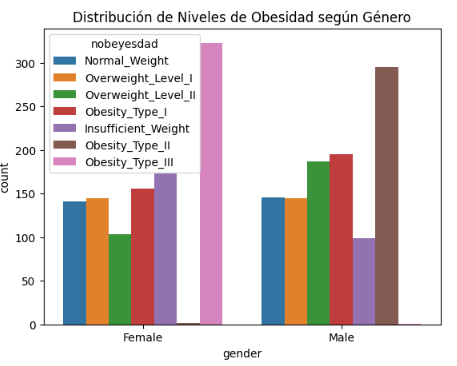 Distribución de Niveles de Obesidad según Género
nobeyesdad
Normal_Weight
Overweight_Level_I
Overweight_Level_II
Obesity_Type_I
Insufficient_Weight
Obesity_Type_II
Obesity_Type_III
count
300
250
200
150
100
50
0
Female
Male
gender